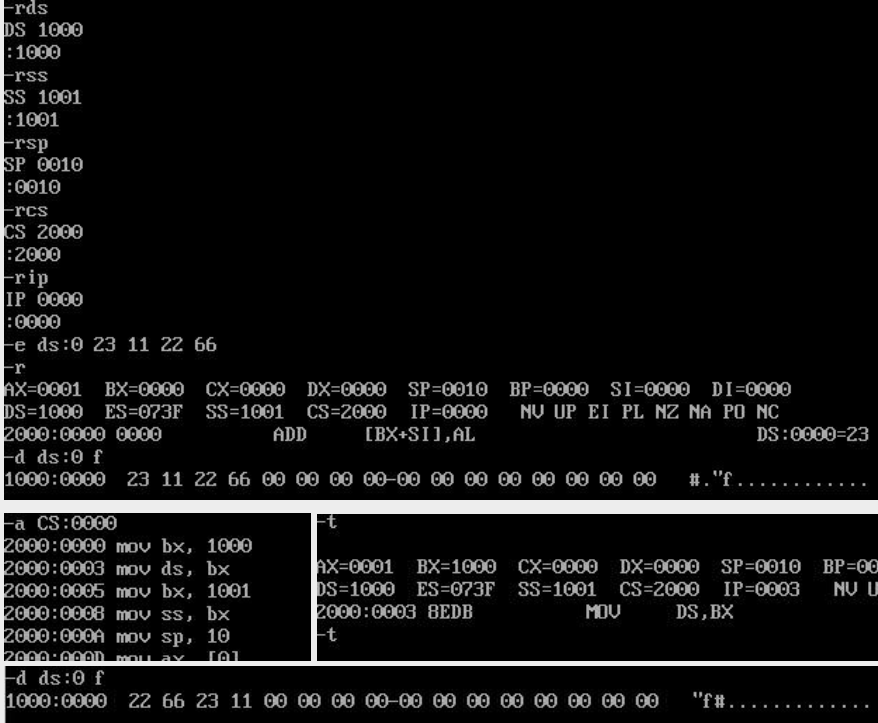 -rds
DS 1000
:1000
-rss
SS 1001
:1001
-rsp
SP 0010
:0010
-rcs
CS 2000
:2000
-rip
IP 0000
:0000
-e ds:0 23 11 22 66
-r
AX=0001 BX=0000 CX=0000 DX=0000 SP=0010 BP=0000 SI=0000 DI=0000
DS=1000 ES=073F SS=1001 CS=2000 IP=0000 NV UP EI PL NZ NA PO NC
2000:0000 0000 ADD [BX+SI],AL DS:0000=23
-d ds:0 f
1000:0000 23 11 22 66 00 00 00 00-00 00 00 00 00 00 00 00 #."f............
-a CS:0000
2000:0000 mov bx, 1000
2000:0003 mov ds, bx
2000:0005 mov bx, 1001
2000:0008 mov ss, bx
2000:000A mov sp, 10
2000:000D mov ax, [0]
-t
AX=0001 BX=1000 CX=0000 DX=0000 SP=0010 BP=00
DS=1000 ES=073F SS=1001 CS=2000 IP=0003 NV U
2000:0003 8EDB MOV DS,BX
-t
-d ds:0 f
1000:0000 22 66 23 11 00 00 00 00-00 00 00 00 00 00 00 00 "f#.............